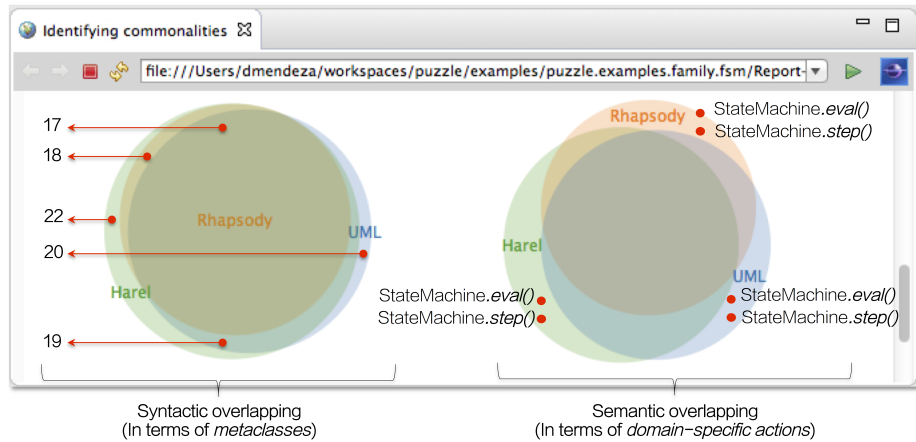 Identifying commonalities
file:///Users/dmendeza/workspaces/puzzle/examples/puzzle.examples.family.fsm/Report-
17
18
22
20
19
Rhapsody
UML
Harel
Rhapsody
StateMachine.eval()
StateMachine.step()
Harel
UML
StateMachine.eval()
StateMachine.step()
StateMachine.eval()
StateMachine.step()
Syntactic overlapping
(In terms of metaclasses)
Semantic overlapping
(In terms of domain-specific actions)